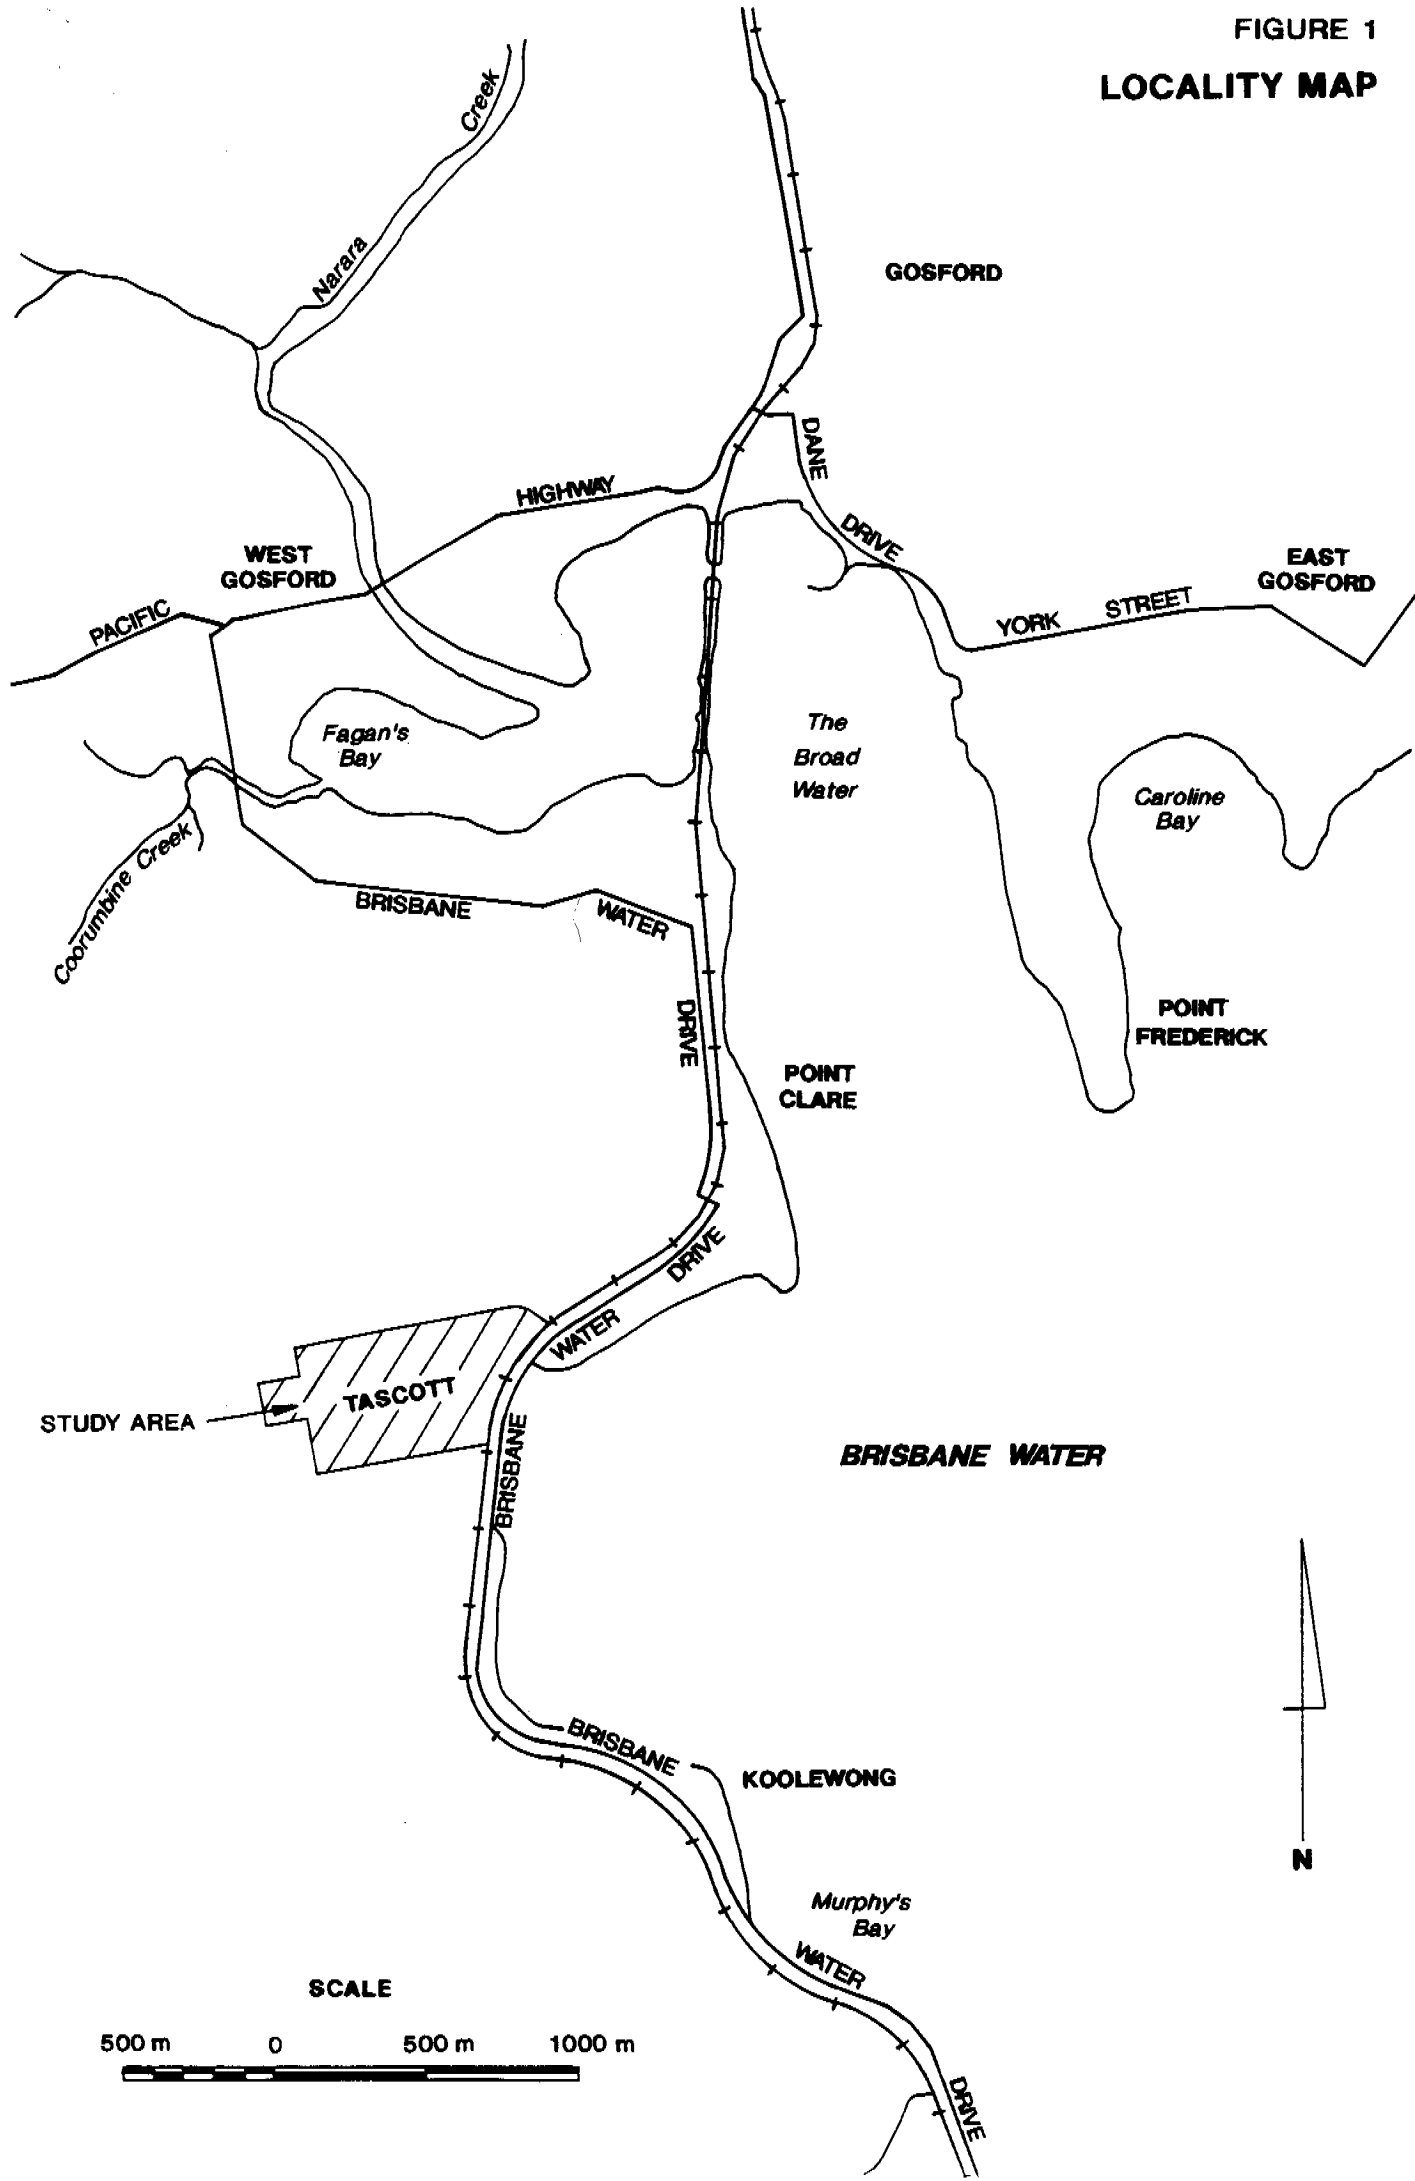 FIGURE 1
LOCALITY MAP
Narara Creek
GOSFORD
DANE DRIVE
HIGHWAY
WEST
GOSFORD
EAST
GOSFORD
PACIFIC
YORK STREET
Fagan's
Bay
The
Broad
Water
Caroline
Bay
Coorumbine Creek
BRISBANE WATER DRIVE
POINT
FREDERICK
POINT
CLARE
DRIVE
WATER
BRISBANE
TASCOTT
STUDY AREA
BRISBANE WATER
BRISBANE
KOOLEWONG
Murphy's
Bay
WATER
DRIVE
N
SCALE
500 m 0 500 m 1000 m